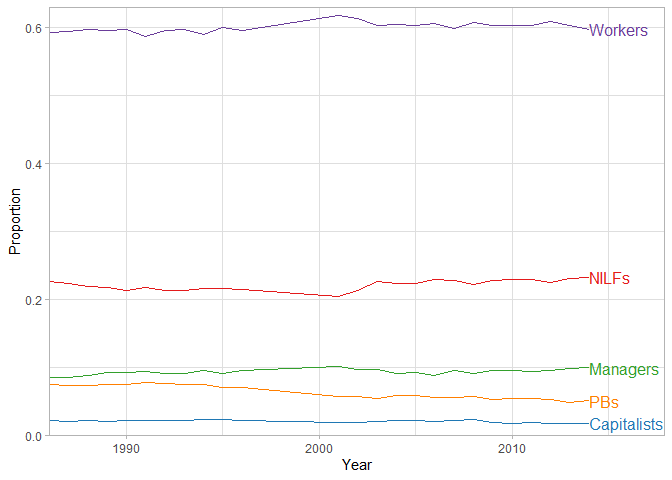 0.6
Workers
0.4
Proportion
NILFs
0.2
Managers
PBs
Capitalists
0.0
1990
2000
2010
Year